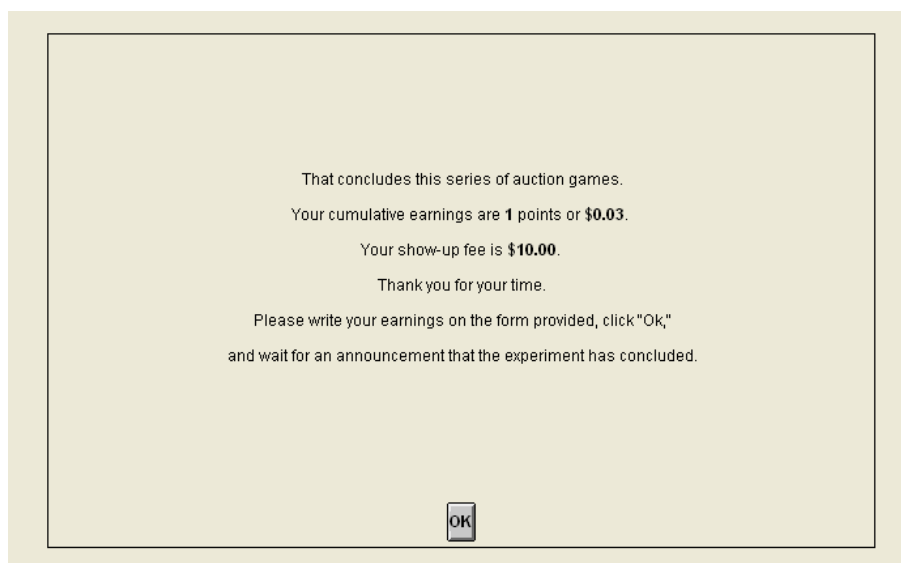 That concludes this series of auction games.
Your cumulative earnings are 1 points or $0.03.
Your show-up fee is $10.00.
Thank you for your time.
Please write your earnings on the form provided, click "Ok,"
and wait for an announcement that the experiment has concluded.
OK